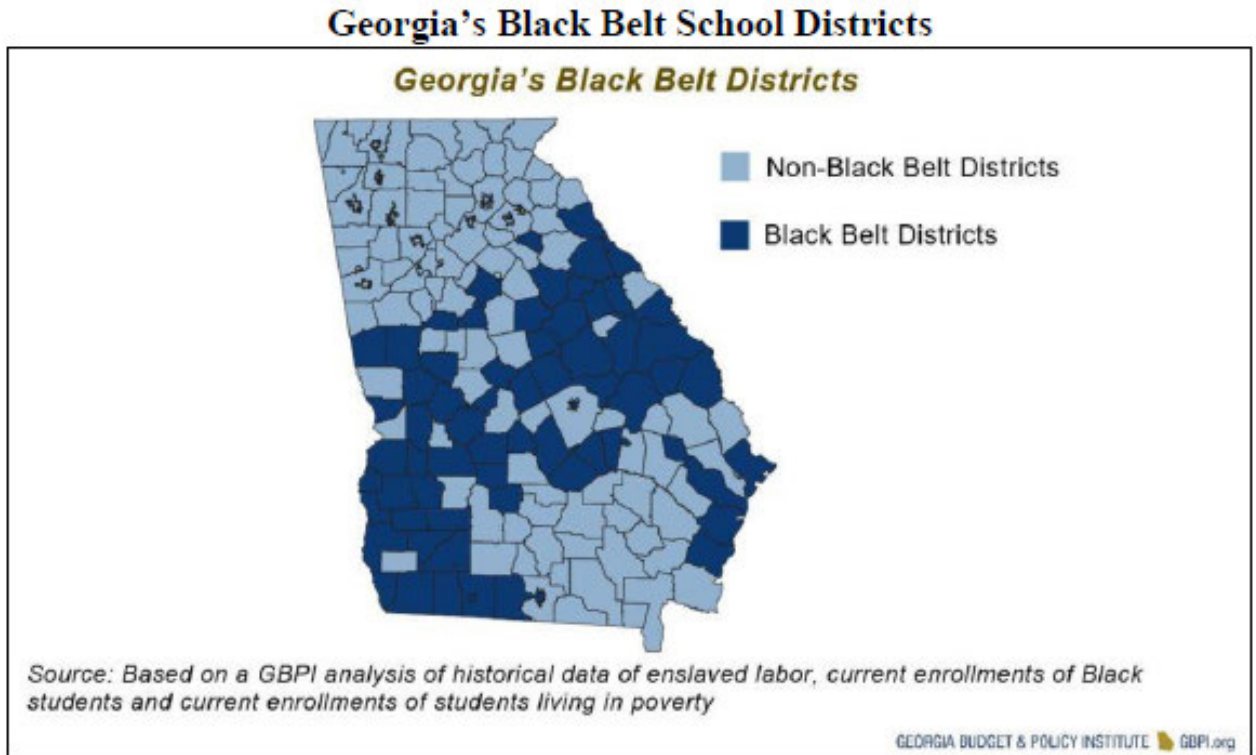 Georgia's Black Belt School Districts
Georgia's Black Belt Districts
Non-Black Belt Districts
Black Belt Districts
Source: Based on a GBPI analysis of historical data of enslaved labor, current enrollments of Black
students and current enrollments of students living in poverty
GEORGIA BUDGET & POLICY INSTITUTE GBPI.org